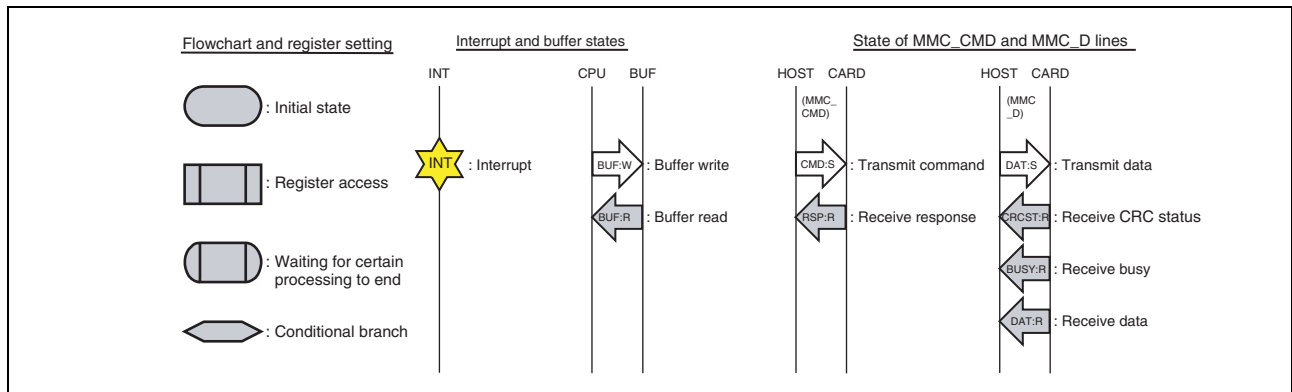 Flowchart and register setting
: Initial state
: Register access
: Waiting for certain
processing to end
: Conditional branch
Interrupt and buffer states
INT
CPU BUF
INT : Interrupt
BUF:W : Buffer write
BUF:R : Buffer read
State of MMC_CMD and MMC_D lines
HOST CARD
(MMC_
CMD)
CMD:S : Transmit command
RSP:R : Receive response
HOST CARD
(MMC
_D)
DAT:S : Transmit data
CRCST:R : Receive CRC status
BUSY:R : Receive busy
DAT:R : Receive data